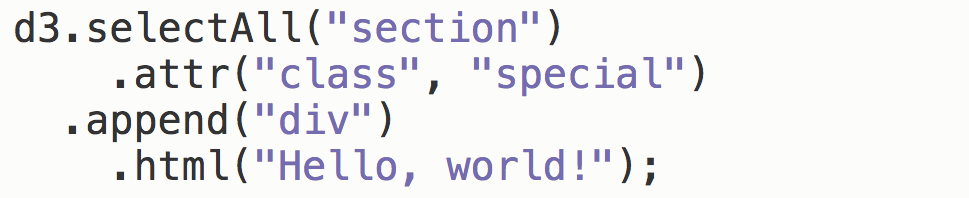 d3.selectAll("section")
    .attr("class", "special")
  .append("div")
    .html("Hello, world!");